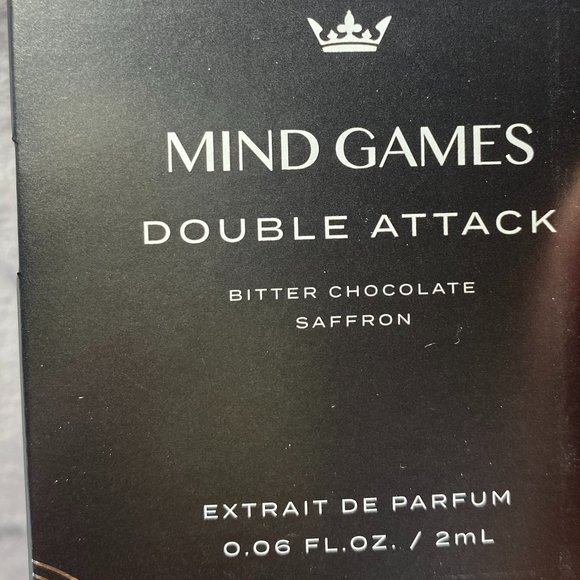 MIND GAMES
DOUBLE ATTACK
BITTER CHOCOLATE
SAFFRON
EXTRAIT DE PARFUM
0.06 FL.OZ. / 2mL